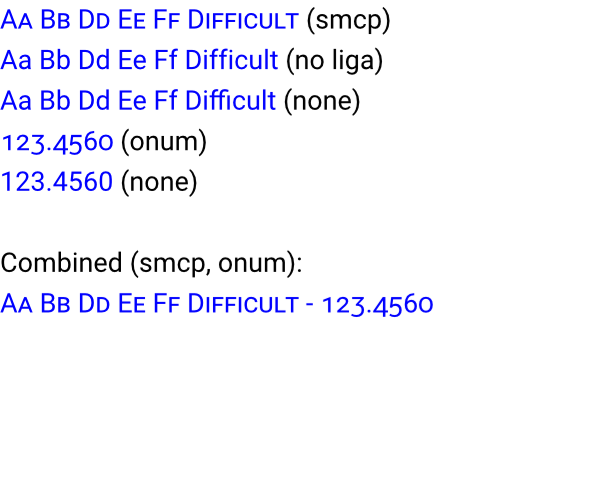 Aa Bb Dd Ee Ff Difficult (smcp)
Aa Bb Dd Ee Ff Difficult (no liga)
Aa Bb Dd Ee Ff Difficult (none)
123.4560 (onum)
123.4560 (none)
Combined (smcp, onum):
Aa Bb Dd Ee Ff Difficult - 123.4560